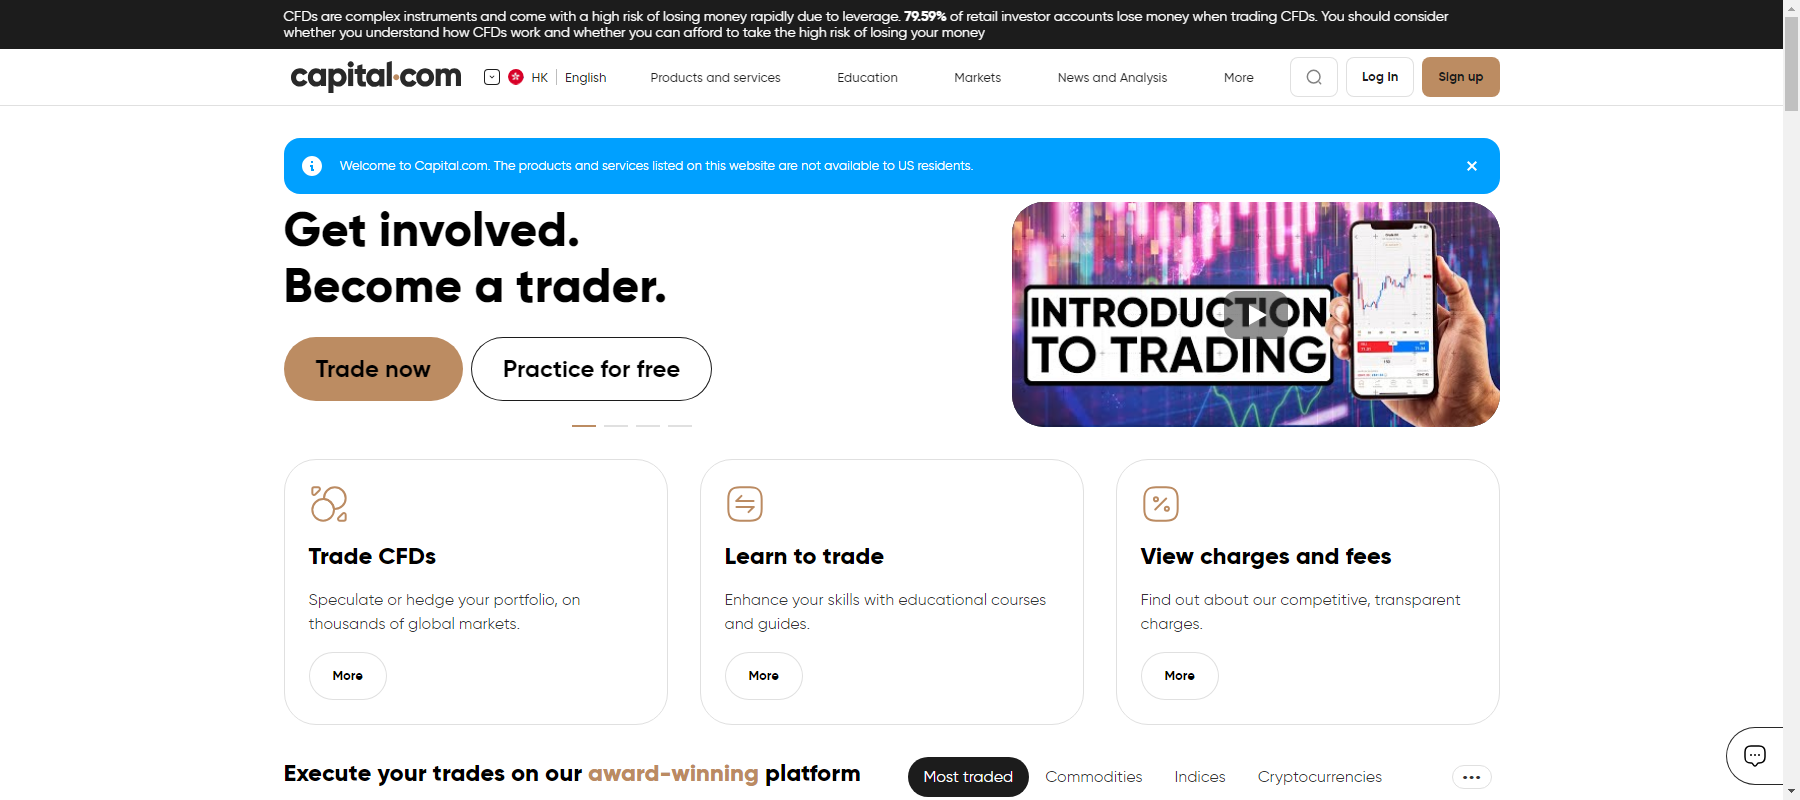 CFDs are complex instruments and come with a high risk of losing money rapidly due to leverage. 79.59% of retail investor accounts lose money when trading CFDs. You should consider
whether you understand how CFDs work and whether you can afford to take the high risk of losing your money
capital.com
HK
English
Products and services
Education
Markets
News and Analysis
More
Log In
Sign up
Welcome to Capital.com. The products and services listed on this website are not available to US residents.
Get involved.
Become a trader.
Trade now
Practice for free
INTRODUCTION
TO TRADING
Trade CFDs
Speculate or hedge your portfolio, on
thousands of global markets.
More
Learn to trade
Enhance your skills with educational courses
and guides.
More
View charges and fees
Find out about our competitive, transparent
charges.
More
Execute your trades on our award-winning platform
Most traded
Commodities
Indices
Cryptocurrencies